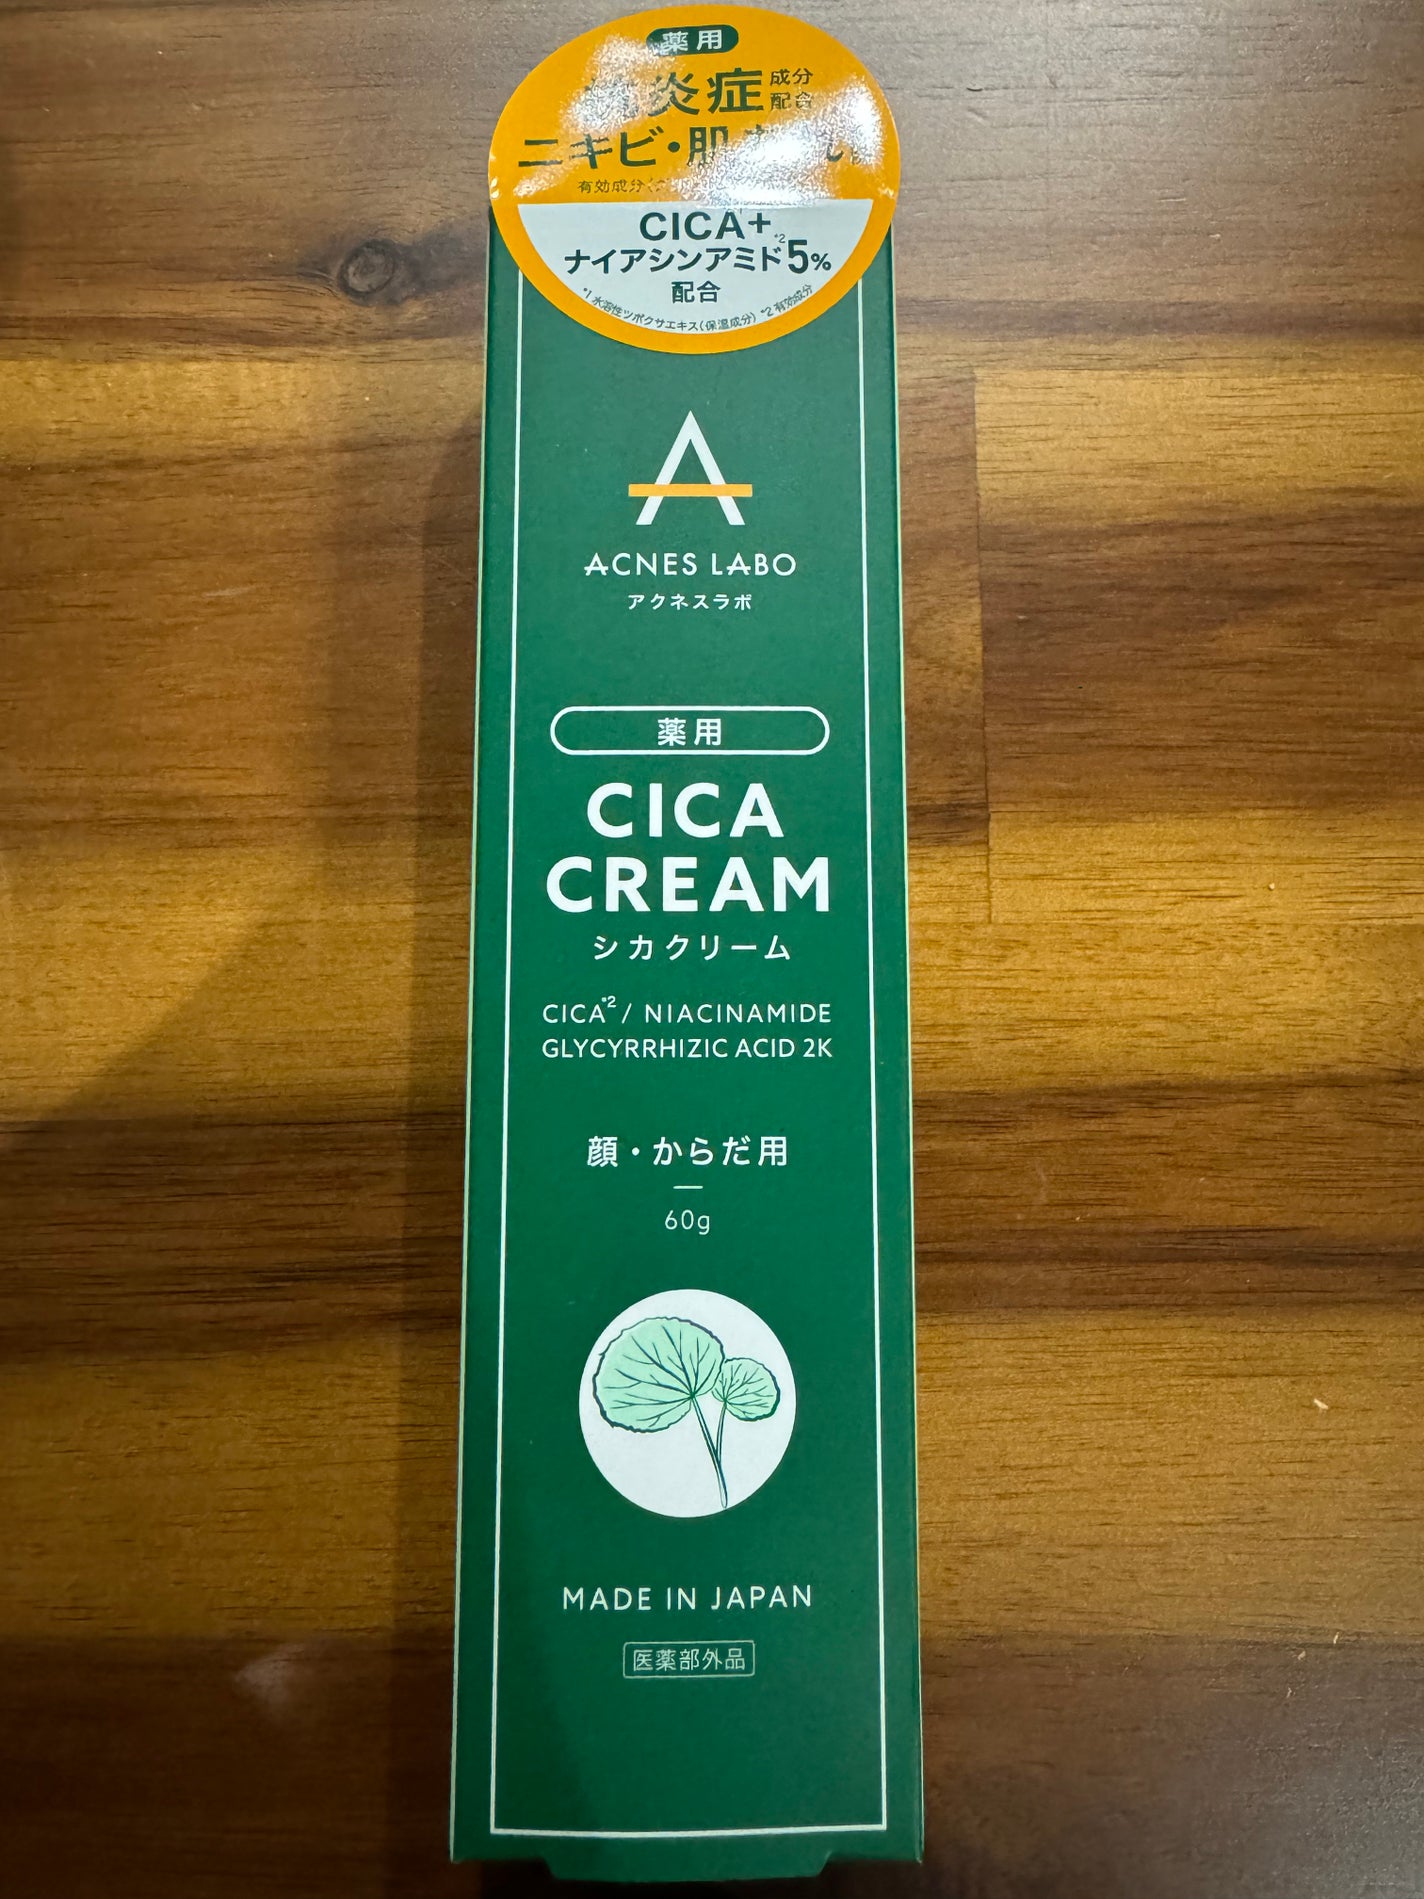 薬用
炎症 成分配合
ニキビ・肌
有効成分
CICA+
ナイアシンアミド*2 5%
配合
*1 水溶性ツボクサエキス(保湿成分) *2 有効成分
ACNES LABO
アクネスラボ
薬用
CICA
CREAM
シカクリーム
CICA*2 / NIACINAMIDE
GLYCYRRHIZIC ACID 2K
顔・からだ用
60g
MADE IN JAPAN
医薬部外品